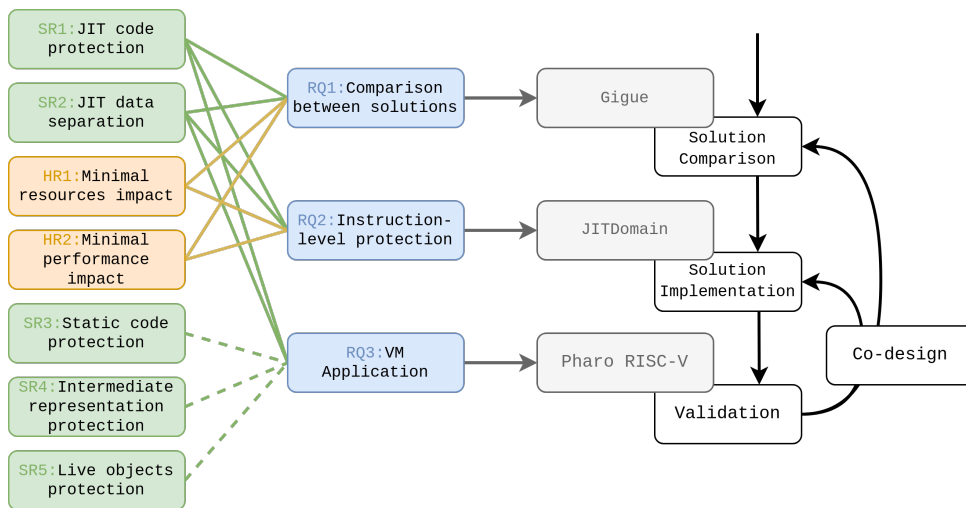 SR1:JIT code
protection
SR2:JIT data
separation
HR1:Minimal
resources impact
HR2:Minimal
performance
impact
SR3:Static code
protection
SR4:Intermediate
representation
protection
SR5:Live objects
protection
RQ1:Comparison
between solutions
RQ2:Instruction-
level protection
RQ3:VM
Application
Gigue
JITDomain
Pharo RISC-V
Solution
Comparison
Solution
Implementation
Validation
Co-design